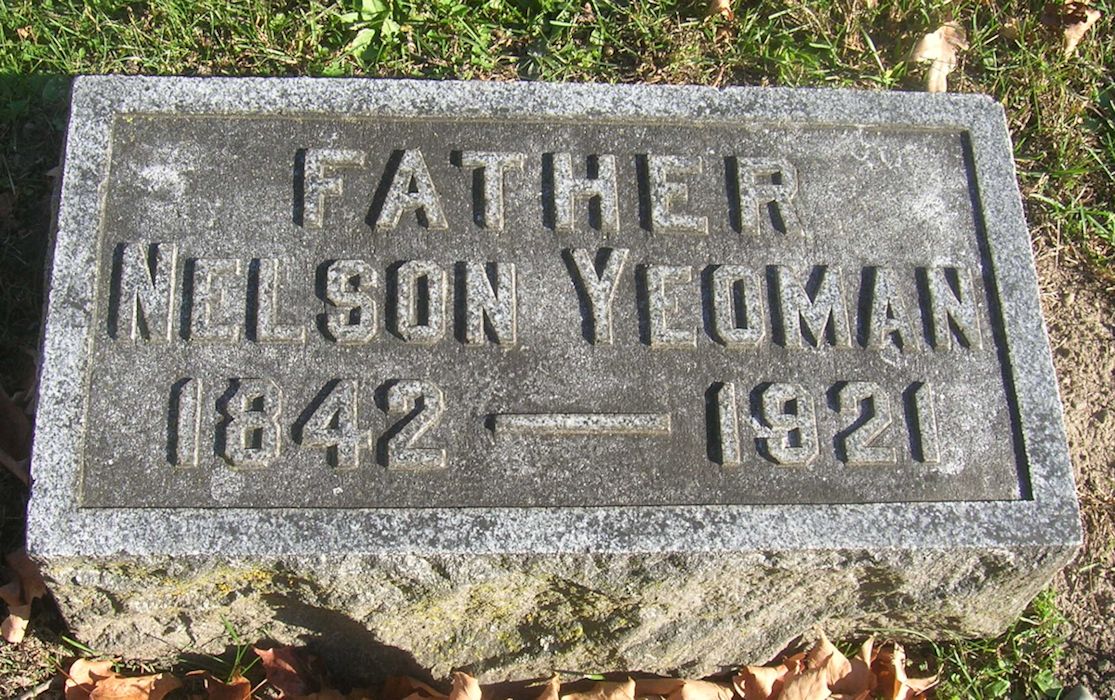 FATHER
NELSON YEOMAN
1842 — 1921